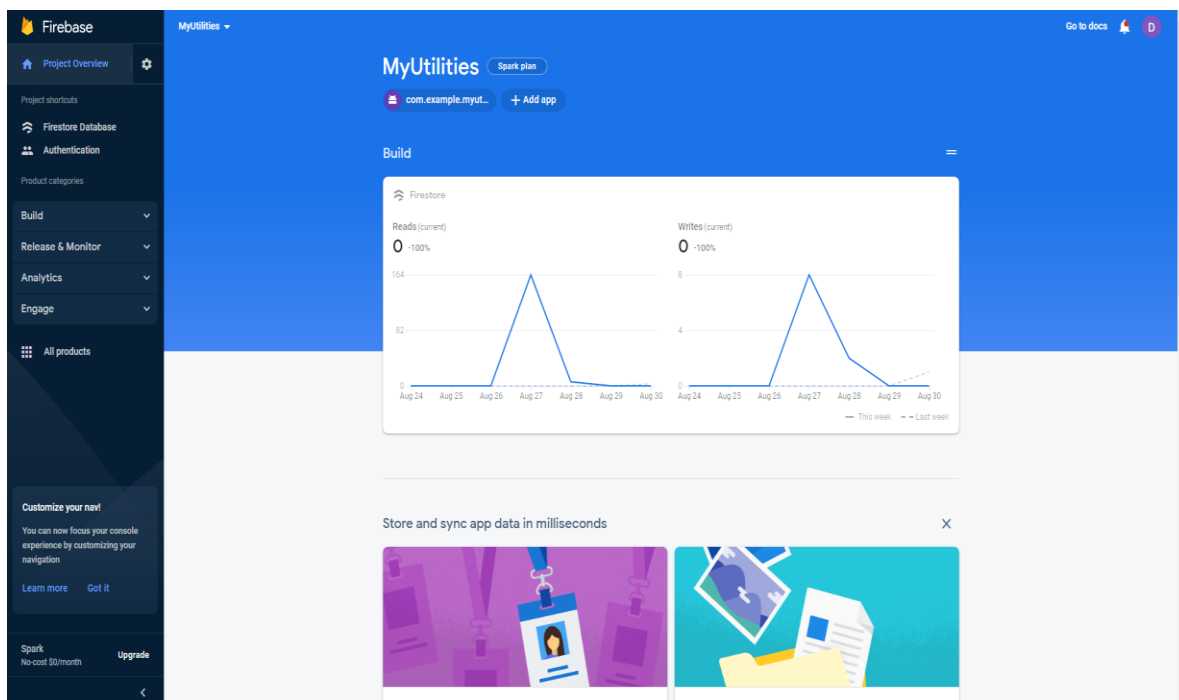 Firebase
MyUtilities
Go to docs
D
Project Overview
Project shortcuts
Firestore Database
Authentication
Product categories
Build
Release & Monitor
Analytics
Engage
All products
Customize your nav!
You can now focus your console
experience by customizing your
navigation
Learn more Got it
Spark
No-cost $0/month
Upgrade
MyUtilities Spark plan
com.example.myut... + Add app
Build
Firestore
Reads (current)
0 -100%
164
82
0
Aug 24 Aug 25 Aug 26 Aug 27 Aug 28 Aug 29 Aug 30
Writes (current)
0 -100%
8
4
0
Aug 24 Aug 25 Aug 26 Aug 27 Aug 28 Aug 29 Aug 30
This week Last week
Store and sync app data in milliseconds